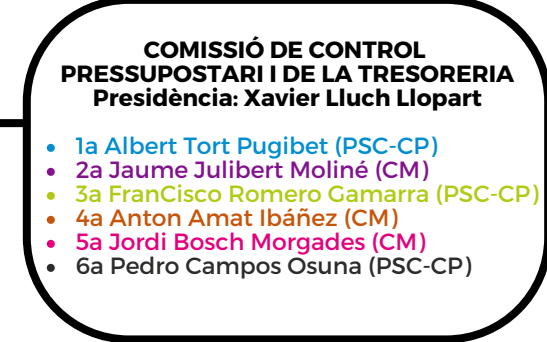 COMISSIÓ DE CONTROL
PRESSUPOSTARI I DE LA TRESORERIA
Presidència: Xavier Lluch Llopart
• 1a Albert Tort Pugibet (PSC-CP)
• 2a Jaume Julibert Moliné (CM)
• 3a FranCisco Romero Gamarra (PSC-CP)
• 4a Anton Amat Ibáñez (CM)
• 5a Jordi Bosch Morgades (CM)
• 6a Pedro Campos Osuna (PSC-CP)